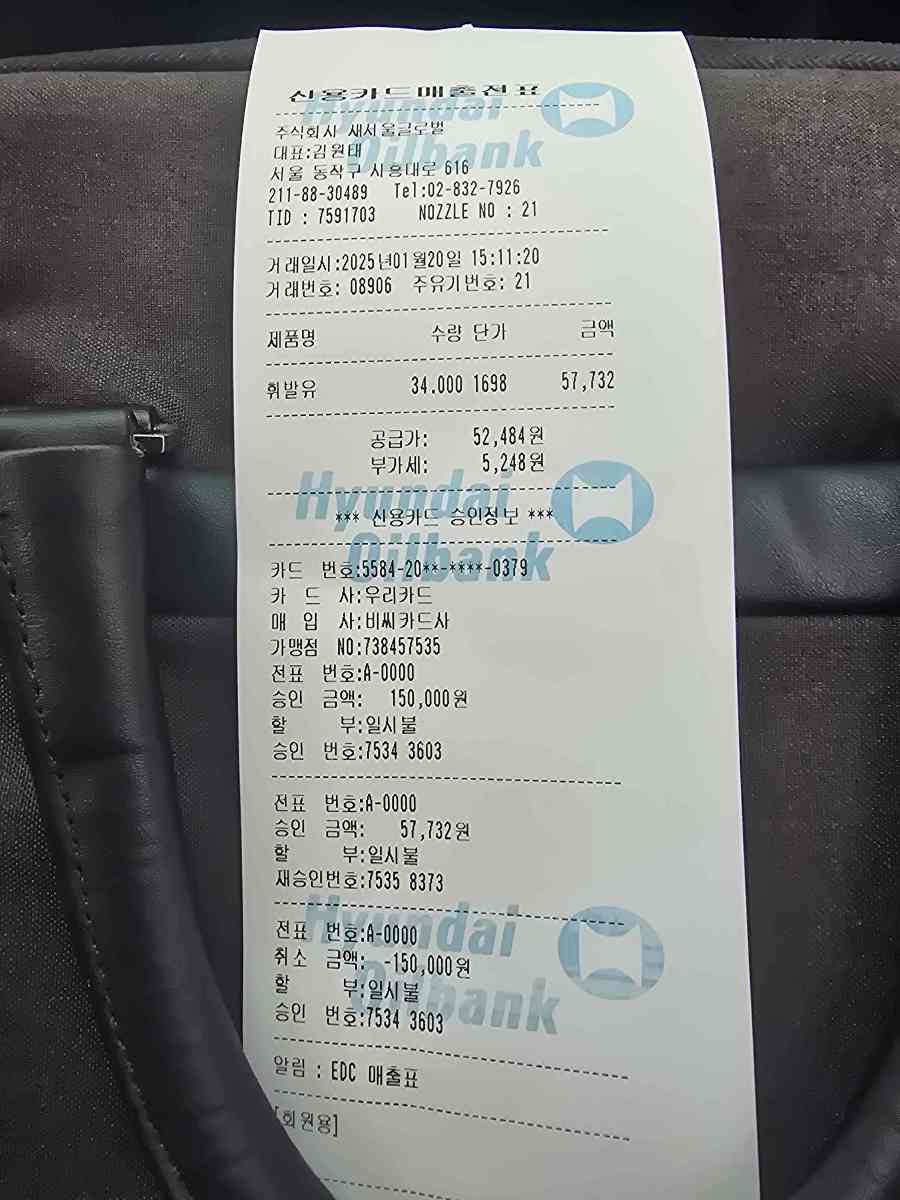 신용카드매출전표
Hyundai
Oilbank
주식회사 새서울글로벌
대표:김원태
서울 동작구 시흥대로 616
211-88-30489 Tel:02-832-7926
TID : 7591703 NOZZLE NO : 21
거래일시:2025년01월20일 15:11:20
거래번호: 08906 주유기번호: 21
제품명 수량 단가 금액
휘발유 34.000 1698 57,732
공급가: 52,484원
부가세: 5,248원
Hyundai
Oilbank
*** 신용카드 승인정보 ***
카드 번호:5584-20**-****-0379
카 드 사:우리카드
매 입 사:비씨카드사
가맹점 NO:738457535
전표 번호:A-0000
승인 금액: 150,000원
할 부:일시불
승인 번호:7534 3603
전표 번호:A-0000
승인 금액: 57,732원
할 부:일시불
재승인번호:7535 8373
Hyundai
Oilbank
전표 번호:A-0000
취소 금액: -150,000원
할 부:일시불
승인 번호:7534 3603
알림 : EDC 매출표
[회원용]